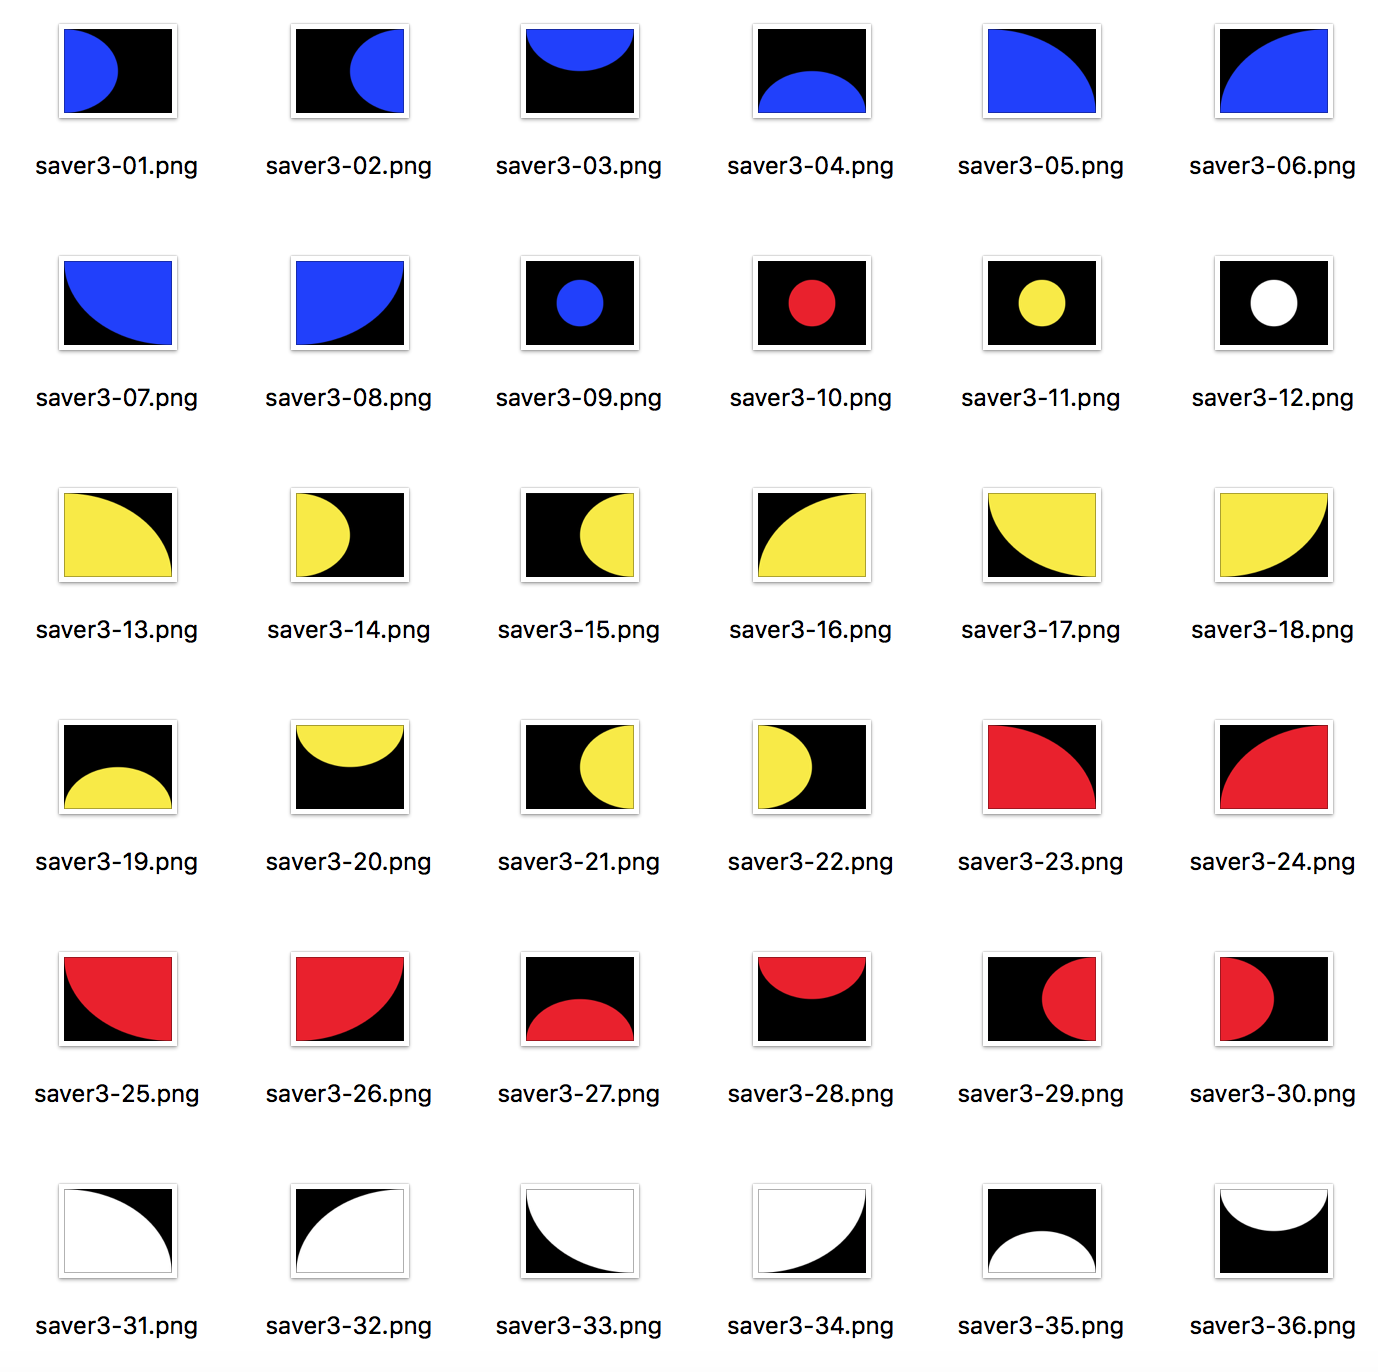 saver3-01.png saver3-02.png saver3-03.png saver3-04.png saver3-05.png saver3-06.png
saver3-07.png saver3-08.png saver3-09.png saver3-10.png saver3-11.png saver3-12.png
saver3-13.png saver3-14.png saver3-15.png saver3-16.png saver3-17.png saver3-18.png
saver3-19.png saver3-20.png saver3-21.png saver3-22.png saver3-23.png saver3-24.png
saver3-25.png saver3-26.png saver3-27.png saver3-28.png saver3-29.png saver3-30.png
saver3-31.png saver3-32.png saver3-33.png saver3-34.png saver3-35.png saver3-36.png